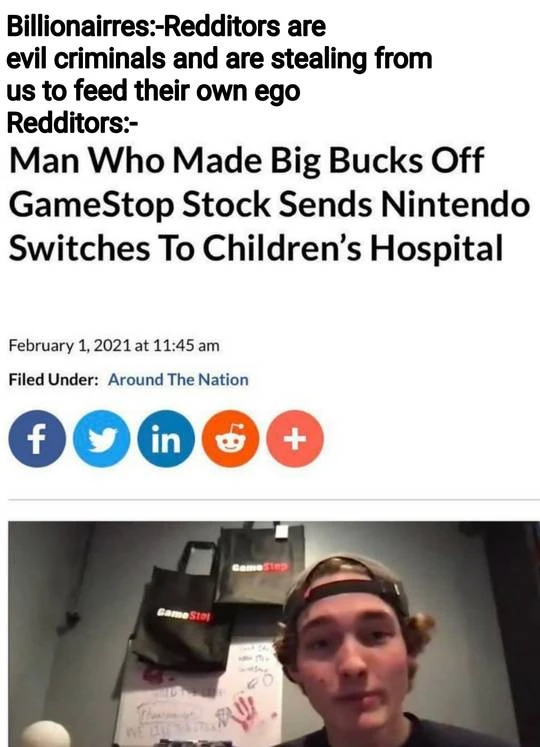 Billionairres:-Redditors are
evil criminals and are stealing from
us to feed their own ego
Redditors:-
Man Who Made Big Bucks Off
GameStop Stock Sends Nintendo
Switches To Children's Hospital
February 1, 2021 at 11:45 am
Filed Under: Around The Nation
GameStop
GameStop